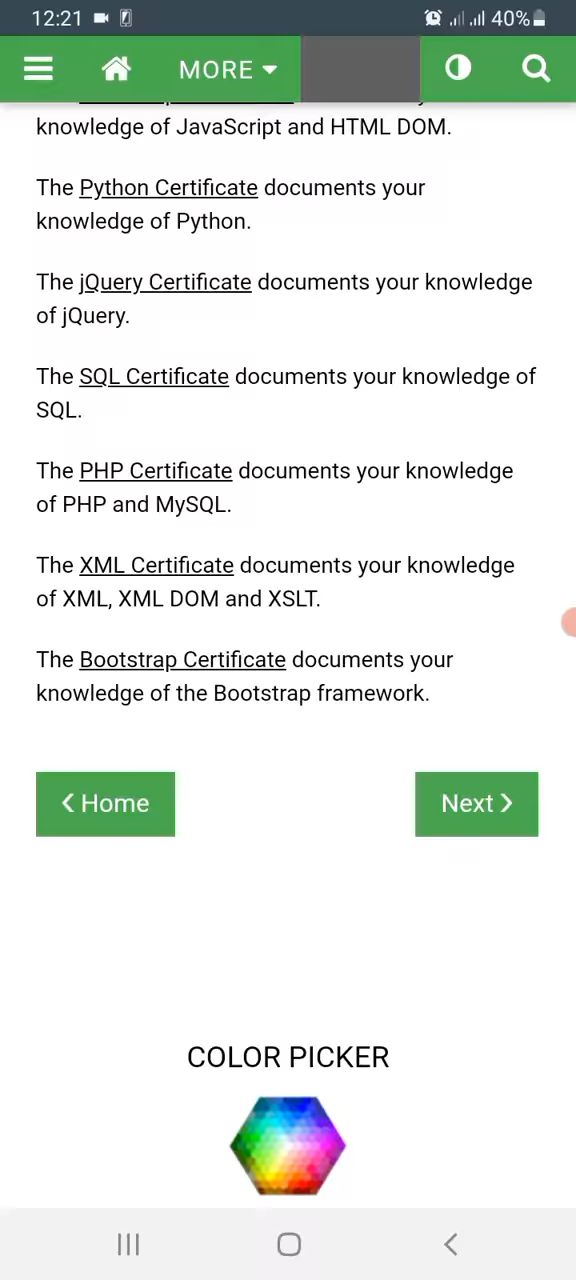 12:21
40%
MORE
knowledge of JavaScript and HTML DOM.
The Python Certificate documents your
knowledge of Python.
The jQuery Certificate documents your knowledge
of jQuery.
The SQL Certificate documents your knowledge of
SQL.
The PHP Certificate documents your knowledge
of PHP and MySQL.
The XML Certificate documents your knowledge
of XML, XML DOM and XSLT.
The Bootstrap Certificate documents your
knowledge of the Bootstrap framework.
❮ Home
Next ❯
COLOR PICKER